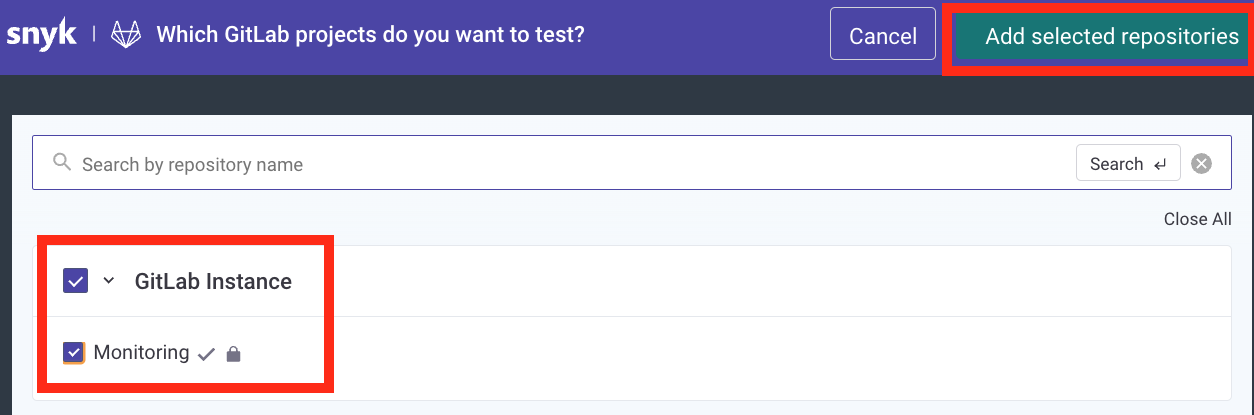 snyk | Which GitLab projects do you want to test?
Cancel
Add selected repositories
Search by repository name
Search
Close All
GitLab Instance
Monitoring